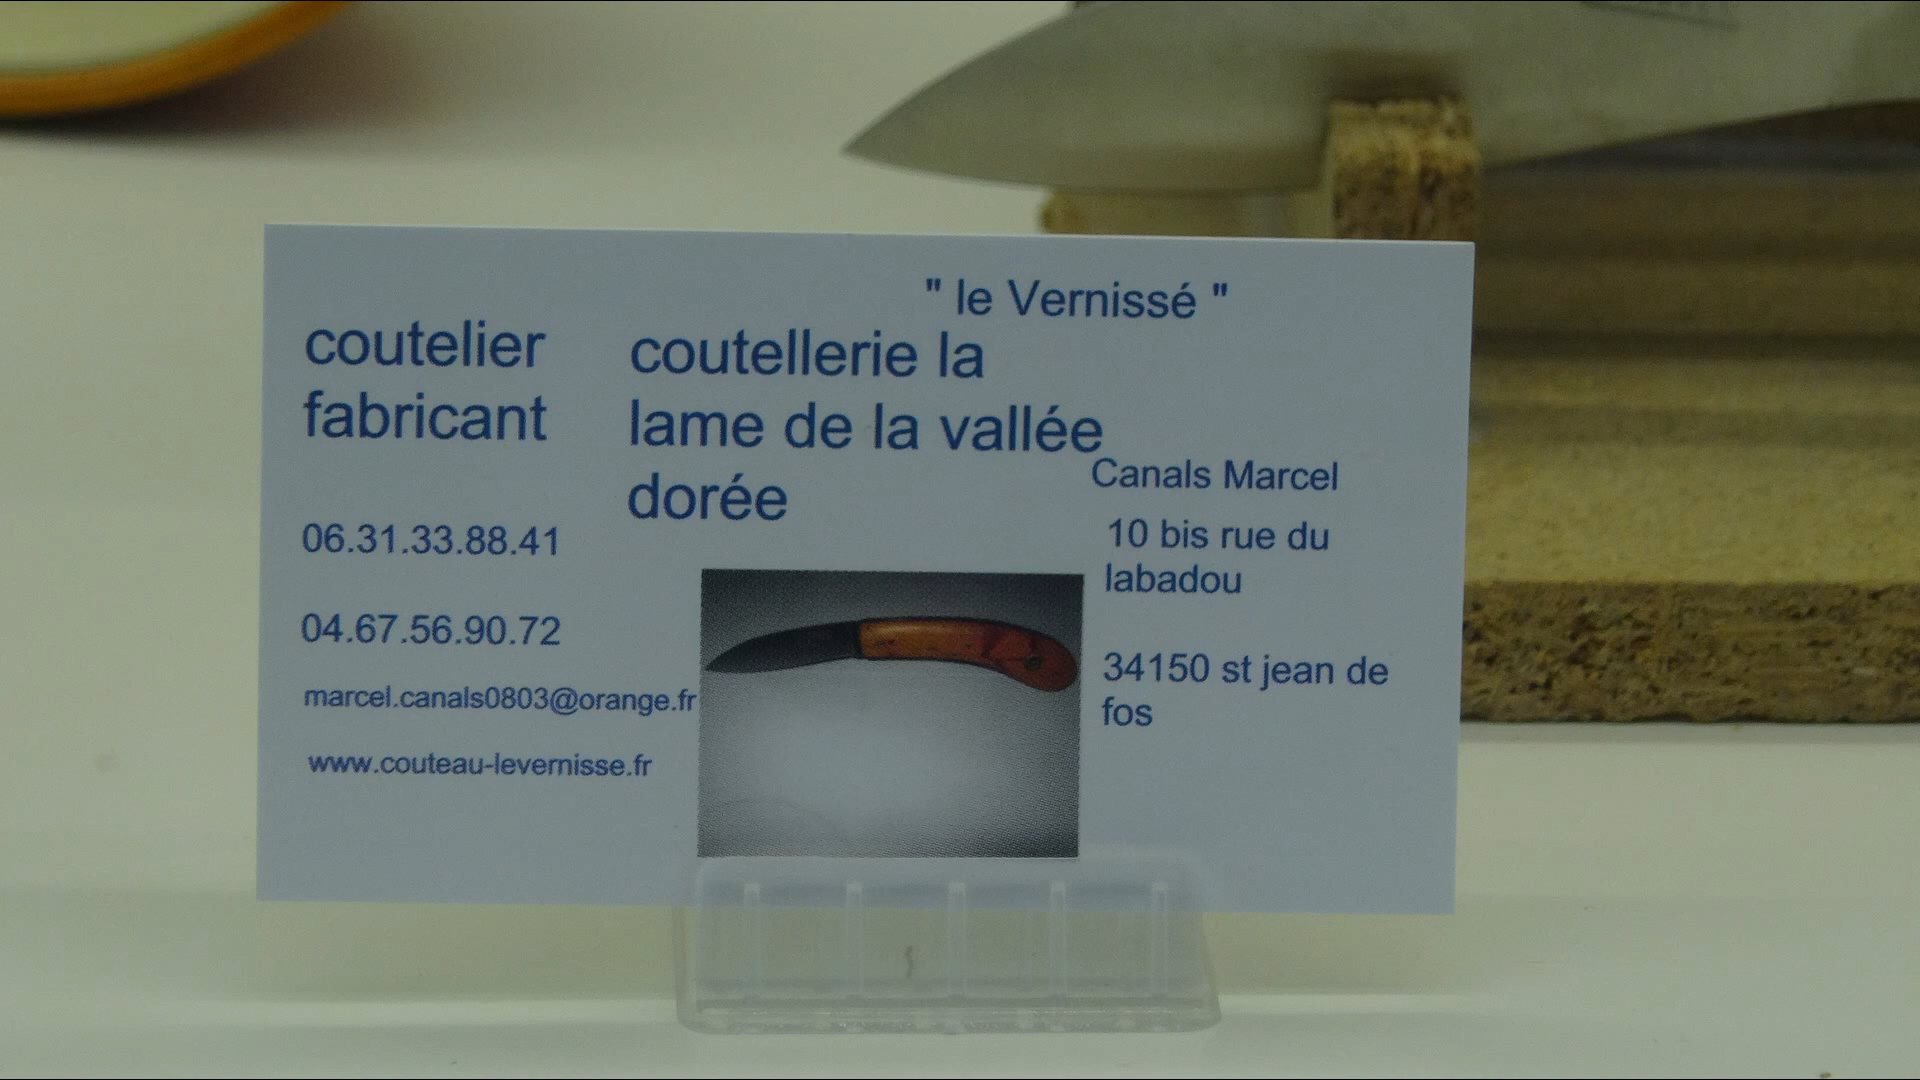 " le Vernissé "
coutelier
fabricant
coutellerie la
lame de la vallée
dorée
06.31.33.88.41
04.67.56.90.72
marcel.canals0803@orange.fr
www.couteau-levernisse.fr
Canals Marcel
10 bis rue du
labadou
34150 st jean de
fos